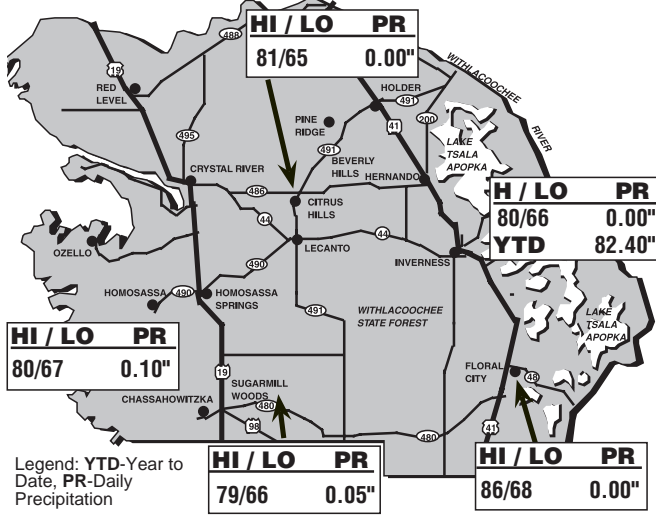 HI / LO PR
81/65 0.00"
488
19
RED
LEVEL
HOLDER
491
WITHLACOOCHEE
RIVER
PINE
RIDGE
41
200
495
491
LAKE
TSALA
APOPKA
BEVERLY
HILLS
HERNANDO
CRYSTAL RIVER
486
CITRUS
HILLS
H / LO PR
80/66 0.00"
YTD 82.40"
44
44
OZELLO
LECANTO
INVERNESS
490
HOMOSASSA
490
HOMOSASSA
SPRINGS
491
WITHLACOOCHEE
STATE FOREST
LAKE
TSALA
APOPKA
HI / LO PR
80/67 0.10"
19
FLORAL
CITY
48
SUGARMILL
WOODS
CHASSAHOWITZKA
480
98
480
41
Legend: YTD-Year to
Date, PR-Daily
Precipitation
HI / LO PR
79/66 0.05"
HI / LO PR
86/68 0.00"